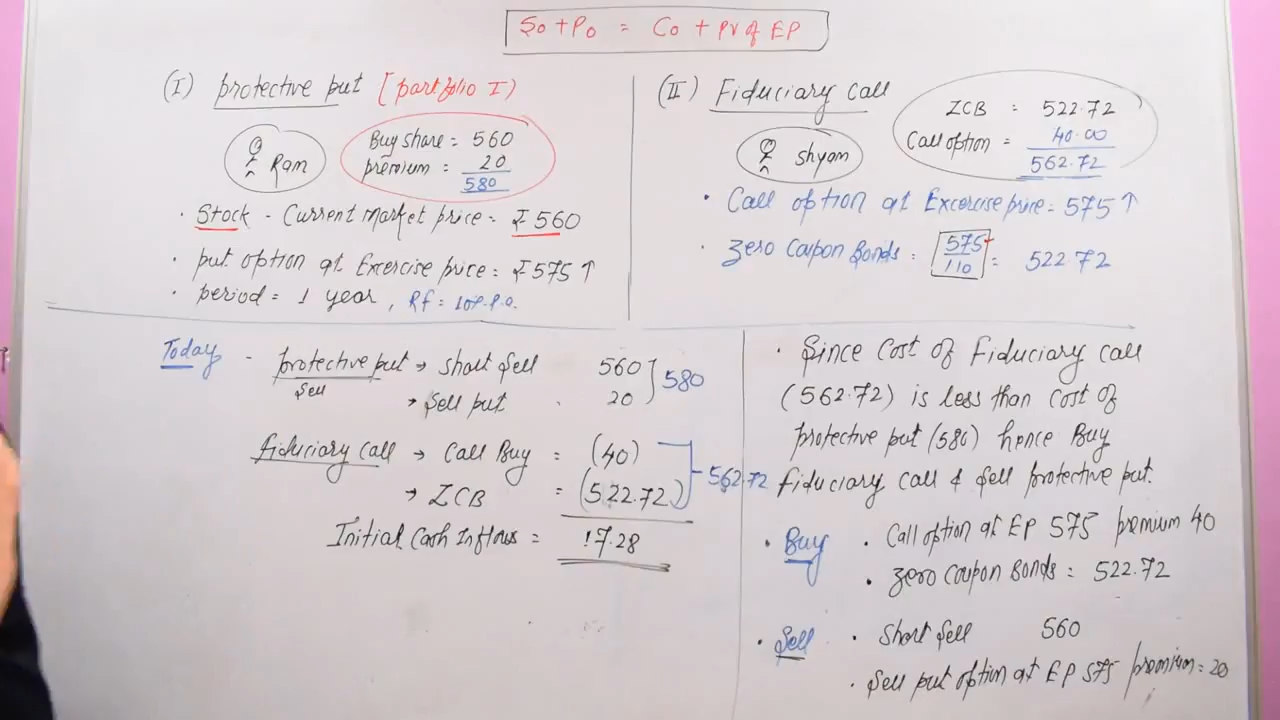 So + Po = Co + PV of EP
(I) protective put [portfolio I)
Ram
Buy share = 560
premium = 20
580
· Stock - Current Market price = ₹ 560
· put option at Exercise price = ₹ 575 ↑
· period = 1 year, Rf = 10% P.a.
(II) Fiduciary Call
Shyam
ZCB = 522.72
Call option = 40.00
562.72
· Call option at Excercise price = 575 ↑
· Zero Coupon Bonds = 575/110 = 522.72
Today - protective put → Short Sell 560
Sell
→ Sell put 20
580
fiduciary Call → Call Buy = (40)
→ ZCB = (522.72)
562.72
Initial Cash Inflows = 17.28
· Since Cost of Fiduciary Call
(562.72) is less than Cost of
protective put (580) hence Buy
fiduciary Call & Sell protective put.
· Buy · Call option at EP 575 premium 40
· Zero Coupon Bonds = 522.72
· Sell · Short Sell 560
· Sell put option at EP 575 premium = 20